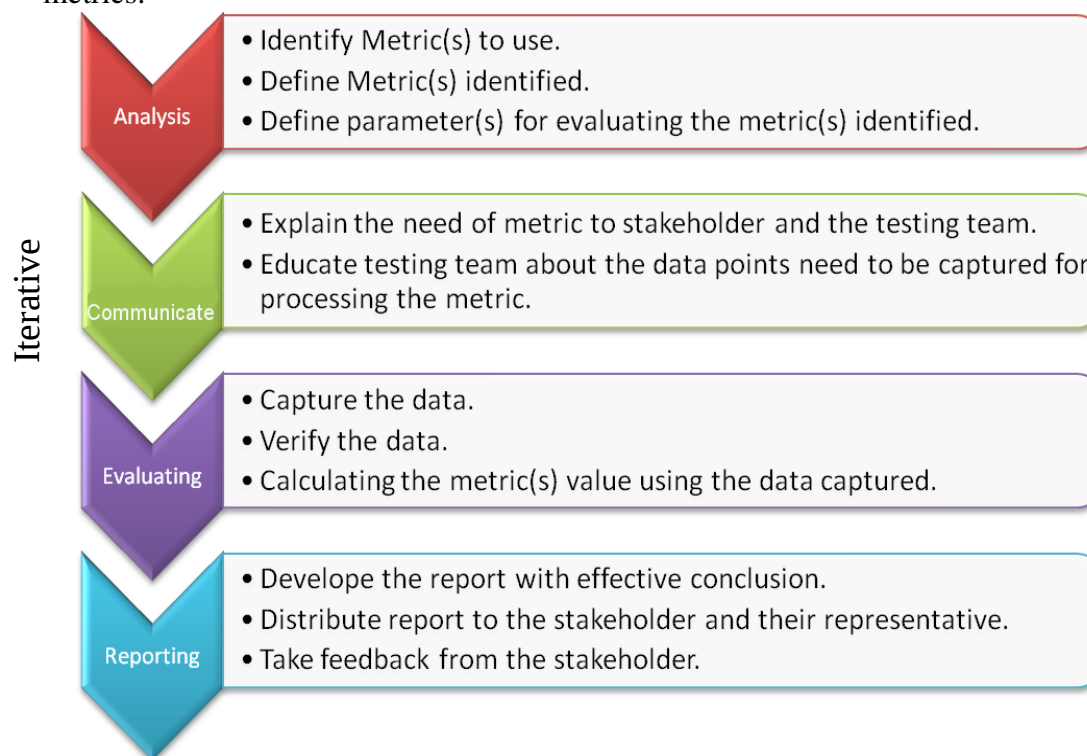 metrics.
Iterative
Analysis
• Identify Metric(s) to use.
• Define Metric(s) identified.
• Define parameter(s) for evaluating the metric(s) identified.
Communicate
• Explain the need of metric to stakeholder and the testing team.
• Educate testing team about the data points need to be captured for
processing the metric.
Evaluating
• Capture the data.
• Verify the data.
• Calculating the metric(s) value using the data captured.
Reporting
• Develope the report with effective conclusion.
• Distribute report to the stakeholder and their representative.
• Take feedback from the stakeholder.